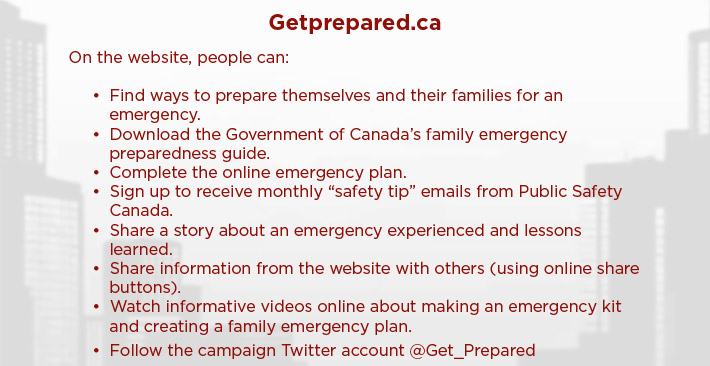 Getprepared.ca
On the website, people can:
• Find ways to prepare themselves and their families for an
emergency.
• Download the Government of Canada’s family emergency
preparedness guide.
• Complete the online emergency plan.
• Sign up to receive monthly “safety tip” emails from Public Safety
Canada.
• Share a story about an emergency experienced and lessons
learned.
• Share information from the website with others (using online share
buttons).
• Watch informative videos online about making an emergency kit
and creating a family emergency plan.
• Follow the campaign Twitter account @Get_Prepared